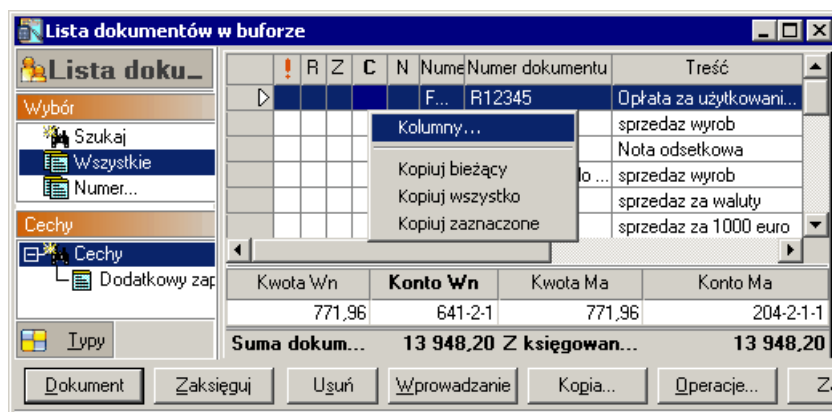 Lista dokumentów w buforze
Lista doku...
Wybór
Szukaj
Wszystkie
Numer...
Cechy
Cechy
Dodatkowy zap
Typy
! R Z C N Nume Numer dokumentu Treść
F... R12345 Opłata za użytkowani...
sprzedaz wyrob
Nota odsetkowa
lo ... sprzedaz wyrob
sprzedaz za waluty
sprzedaz za 1000 euro
Kolumny...
Kopiuj bieżący
Kopiuj wszystko
Kopiuj zaznaczone
Kwota Wn Konto Wn Kwota Ma Konto Ma
771,96 641-2-1 771,96 204-2-1-1
Suma dokum... 13 948,20 Z księgowan... 13 948,20
Dokument Zaksięguj Usuń Wprowadzanie Kopia... Operacje... Za